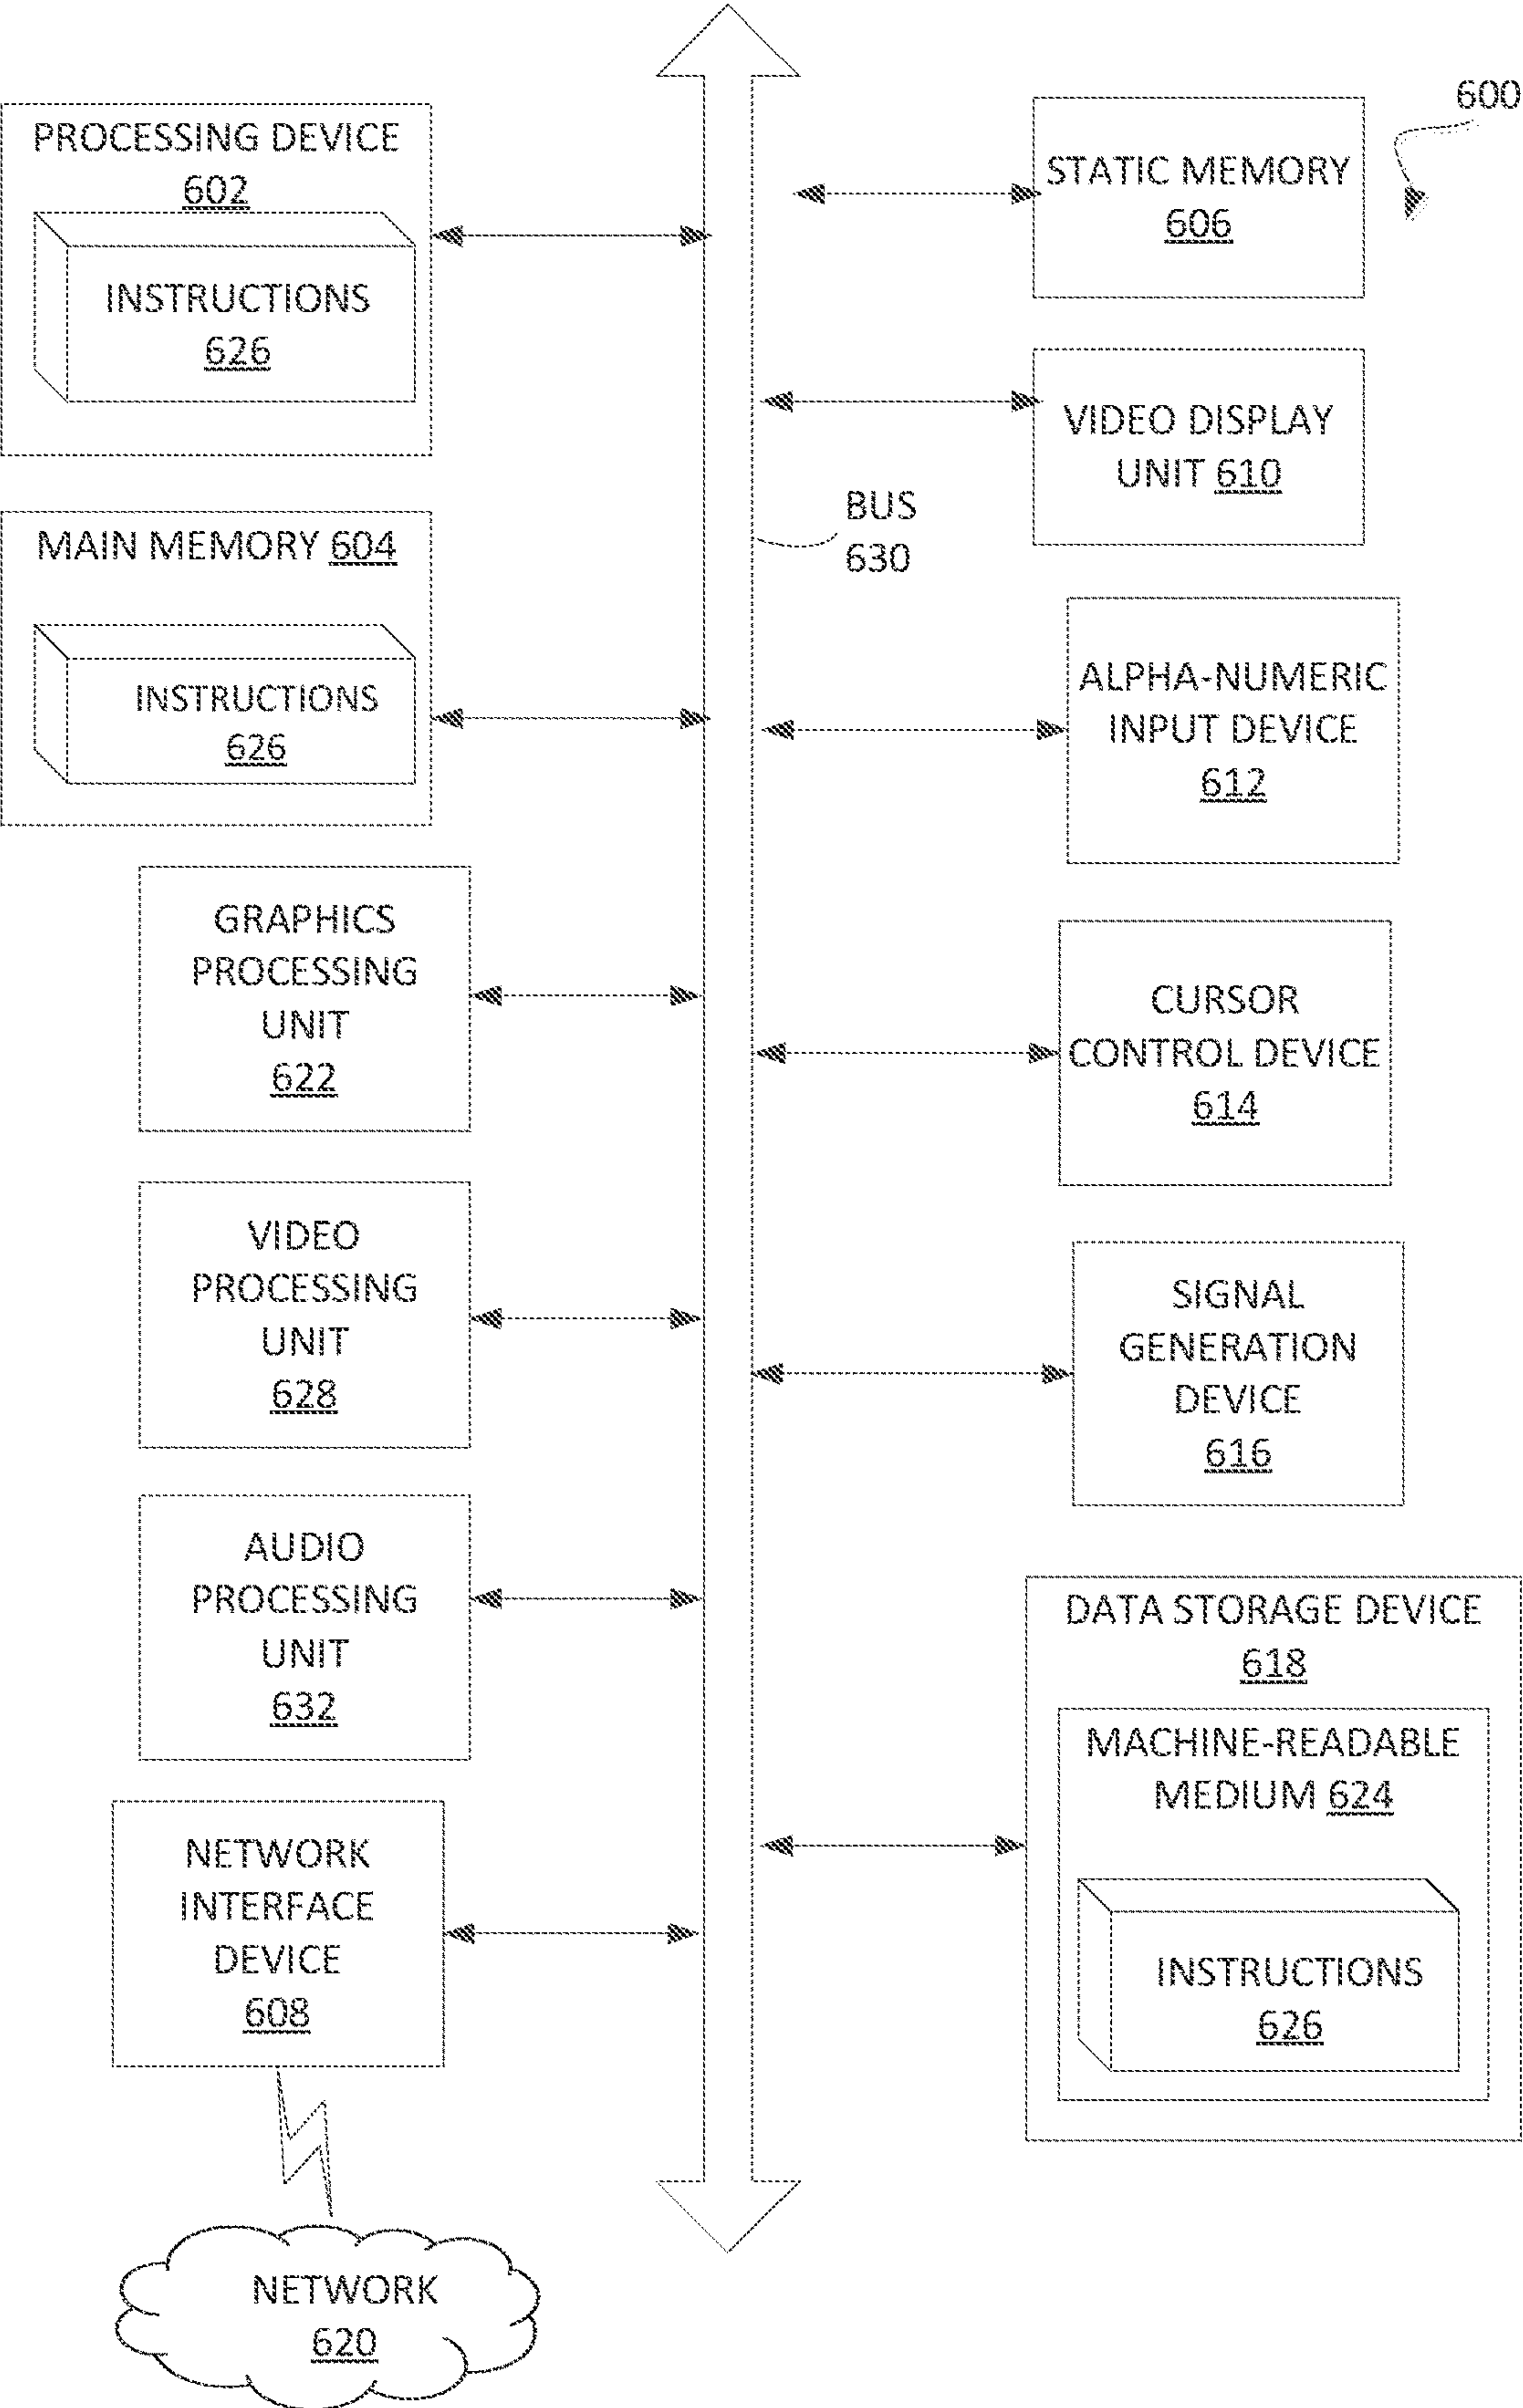 PROCESSING DEVICE
602
INSTRUCTIONS
626
MAIN MEMORY 604
INSTRUCTIONS
626
GRAPHICS
PROCESSING
UNIT
622
VIDEO
PROCESSING
UNIT
628
AUDIO
PROCESSING
UNIT
632
NETWORK
INTERFACE
DEVICE
608
NETWORK
620
BUS
630
600
STATIC MEMORY
606
VIDEO DISPLAY
UNIT 610
ALPHA-NUMERIC
INPUT DEVICE
612
CURSOR
CONTROL DEVICE
614
SIGNAL
GENERATION
DEVICE
616
DATA STORAGE DEVICE
618
MACHINE-READABLE
MEDIUM 624
INSTRUCTIONS
626